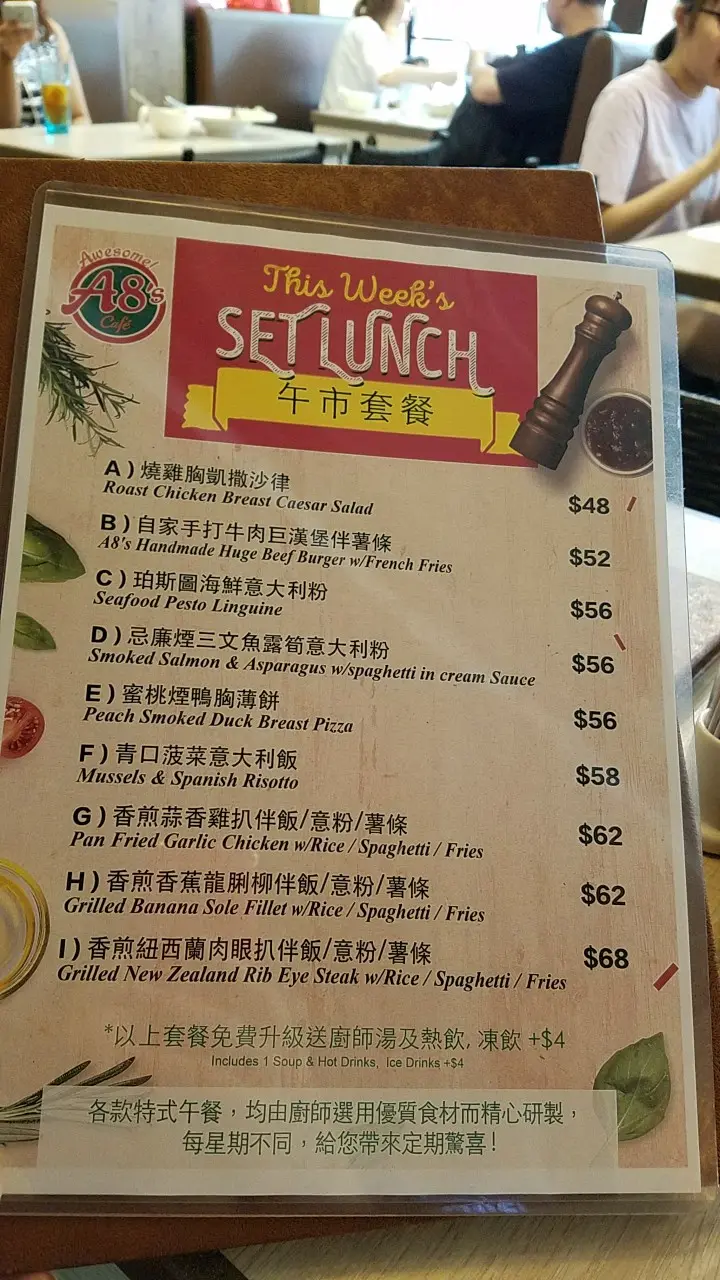 Awesome!
A8's
Café
This Week's
SET LUNCH
午市套餐
A) 燒雞胸凱撒沙律
Roast Chicken Breast Caesar Salad
$48
B) 自家手打牛肉巨漢堡伴薯條
A8's Handmade Huge Beef Burger w/French Fries
$52
C) 珀斯圖海鮮意大利粉
Seafood Pesto Linguine
$56
D) 忌廉煙三文魚露筍意大利粉
Smoked Salmon & Asparagus w/spaghetti in cream Sauce
$56
E) 蜜桃煙鴨胸薄餅
Peach Smoked Duck Breast Pizza
$56
F) 青口菠菜意大利飯
Mussels & Spanish Risotto
$58
G) 香煎蒜香雞扒伴飯/意粉/薯條
Pan Fried Garlic Chicken w/Rice / Spaghetti / Fries
$62
H) 香煎香蕉龍脷柳伴飯/意粉/薯條
Grilled Banana Sole Fillet w/Rice / Spaghetti / Fries
$62
I) 香煎紐西蘭肉眼扒伴飯/意粉/薯條
Grilled New Zealand Rib Eye Steak w/Rice / Spaghetti / Fries
$68
*以上套餐免費升級送廚師湯及熱飲, 凍飲 +$4
Includes 1 Soup & Hot Drinks, Ice Drinks +$4
各款特式午餐，均由廚師選用優質食材而精心研製，
每星期不同，給您帶來定期驚喜!